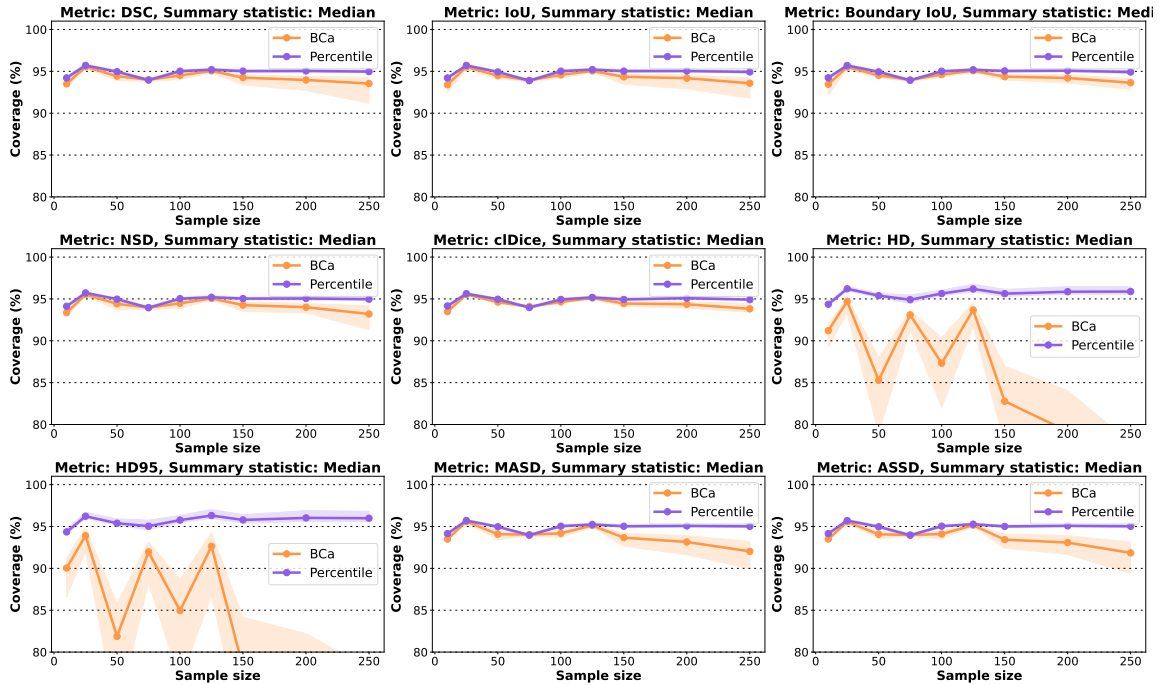 Metric: DSC, Summary statistic: Median
Metric: IoU, Summary statistic: Median
Metric: Boundary IoU, Summary statistic: Medi
100
95
90
85
80
Coverage (%)
BCa
Percentile
0 50 100 150 200 250
Sample size
100
95
90
85
80
Coverage (%)
BCa
Percentile
0 50 100 150 200 250
Sample size
100
95
90
85
80
Coverage (%)
BCa
Percentile
0 50 100 150 200 250
Sample size
Metric: NSD, Summary statistic: Median
Metric: clDice, Summary statistic: Median
Metric: HD, Summary statistic: Median
100
95
90
85
80
Coverage (%)
BCa
Percentile
0 50 100 150 200 250
Sample size
100
95
90
85
80
Coverage (%)
BCa
Percentile
0 50 100 150 200 250
Sample size
100
95
90
85
80
Coverage (%)
BCa
Percentile
0 50 100 150 200 250
Sample size
Metric: HD95, Summary statistic: Median
Metric: MASD, Summary statistic: Median
Metric: ASSD, Summary statistic: Median
100
95
90
85
80
Coverage (%)
BCa
Percentile
0 50 100 150 200 250
Sample size
100
95
90
85
80
Coverage (%)
BCa
Percentile
0 50 100 150 200 250
Sample size
100
95
90
85
80
Coverage (%)
BCa
Percentile
0 50 100 150 200 250
Sample size